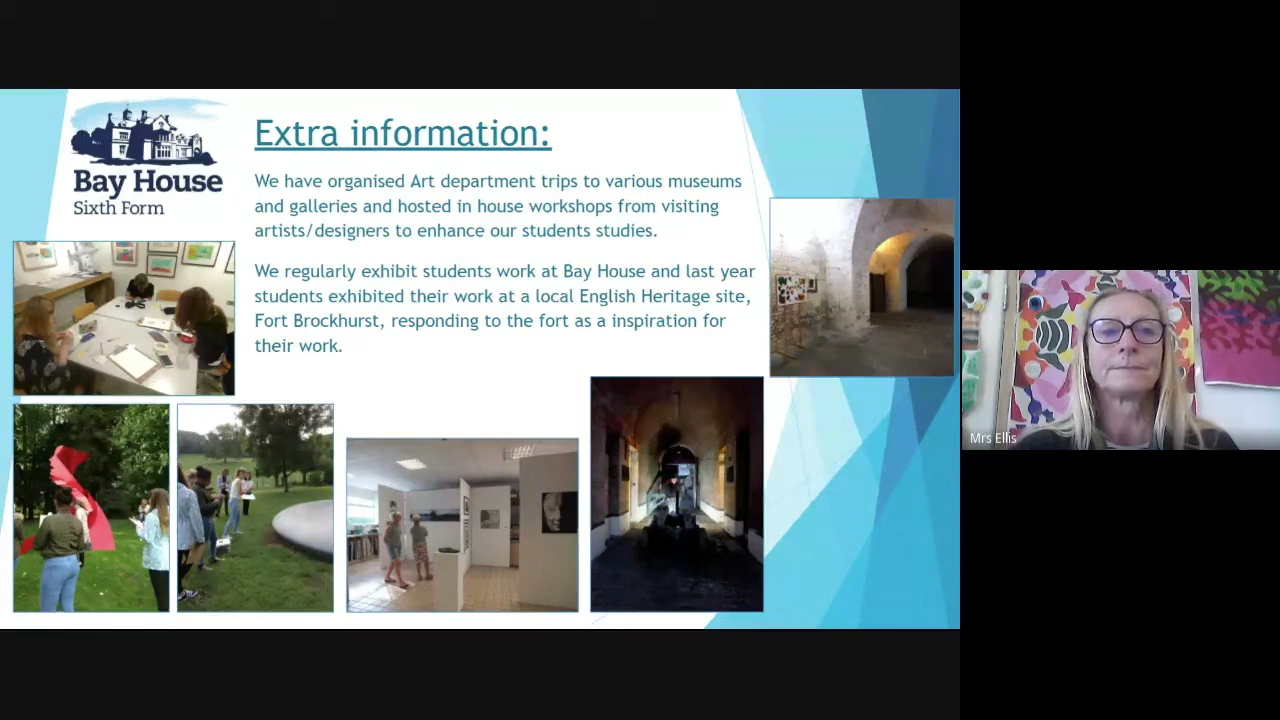 Bay House
Sixth Form
Extra information:
We have organised Art department trips to various museums
and galleries and hosted in house workshops from visiting
artists/designers to enhance our students studies.
We regularly exhibit students work at Bay House and last year
students exhibited their work at a local English Heritage site,
Fort Brockhurst, responding to the fort as a inspiration for
their work.
Mrs Ellis